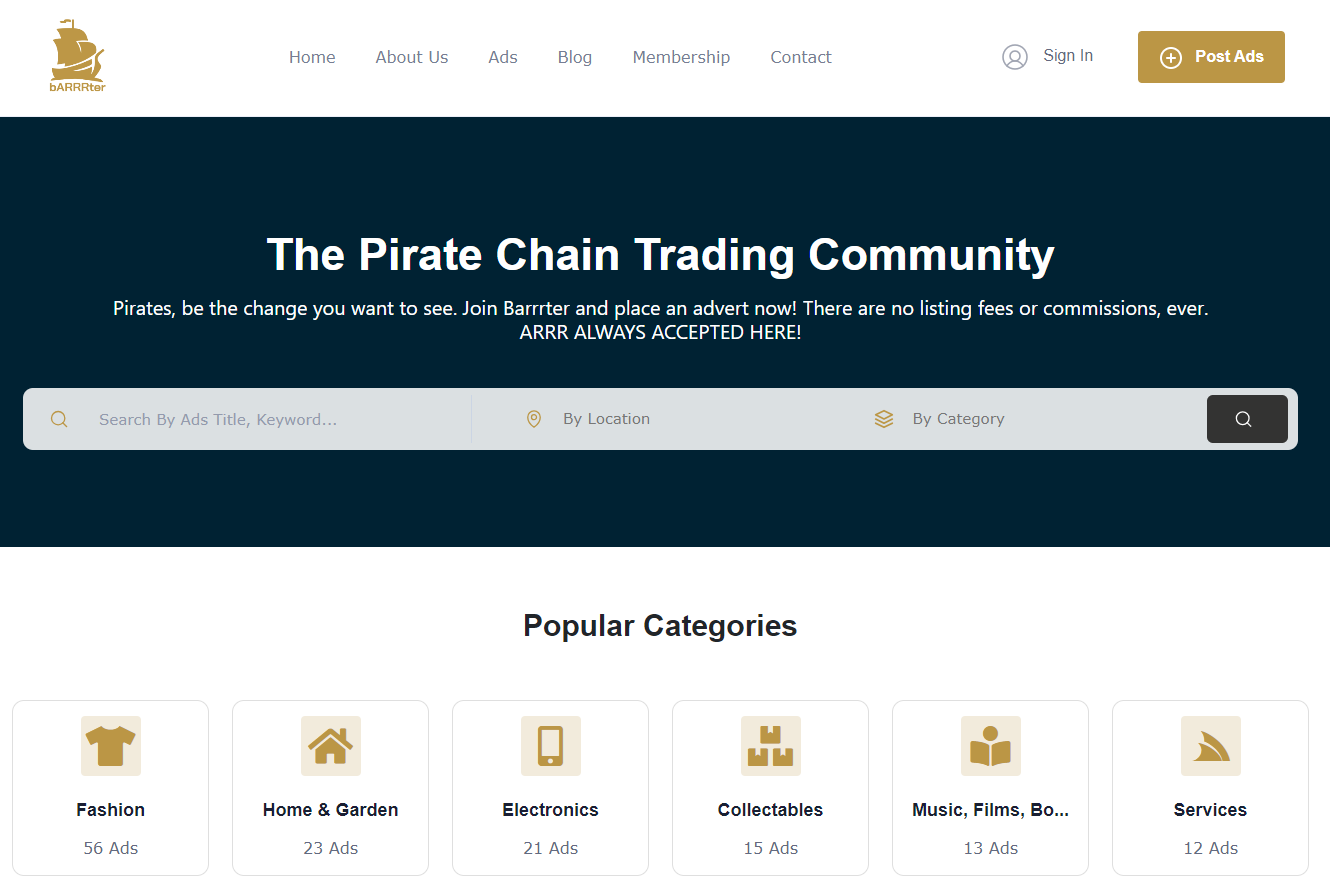 bARRRter
Home About Us Ads Blog Membership Contact Sign In Post Ads
The Pirate Chain Trading Community
Pirates, be the change you want to see. Join Barrrter and place an advert now! There are no listing fees or commissions, ever.
ARRR ALWAYS ACCEPTED HERE!
Search By Ads Title, Keyword... By Location By Category
Popular Categories
Fashion Home & Garden Electronics Collectables Music, Films, Bo... Services
56 Ads 23 Ads 21 Ads 15 Ads 13 Ads 12 Ads